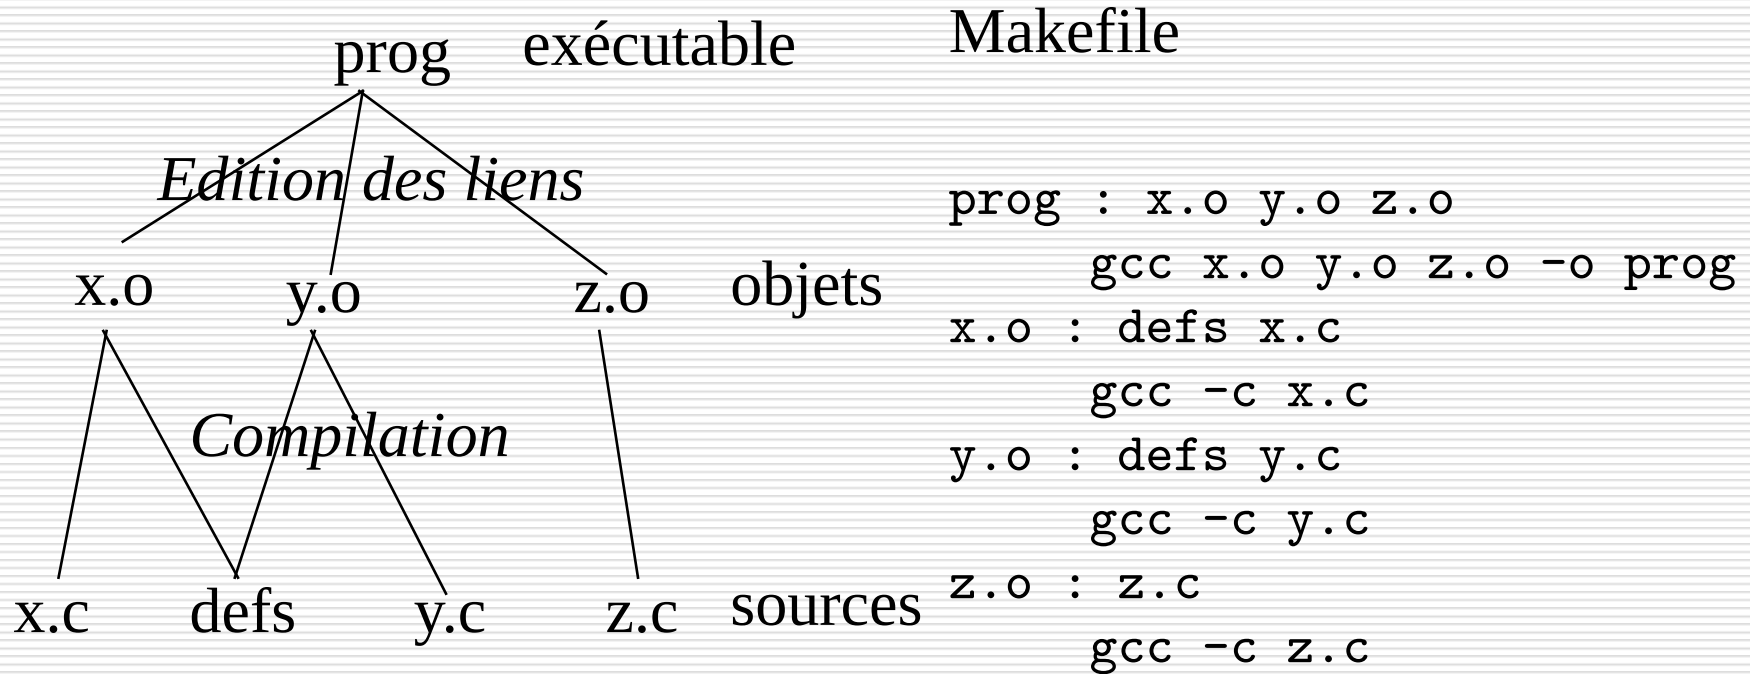 prog exécutable
Edition des liens
x.o y.o z.o objets
Compilation
x.c defs y.c z.c sources
Makefile
prog : x.o y.o z.o
gcc x.o y.o z.o -o prog
x.o : defs x.c
gcc -c x.c
y.o : defs y.c
gcc -c y.c
z.o : z.c
gcc -c z.c